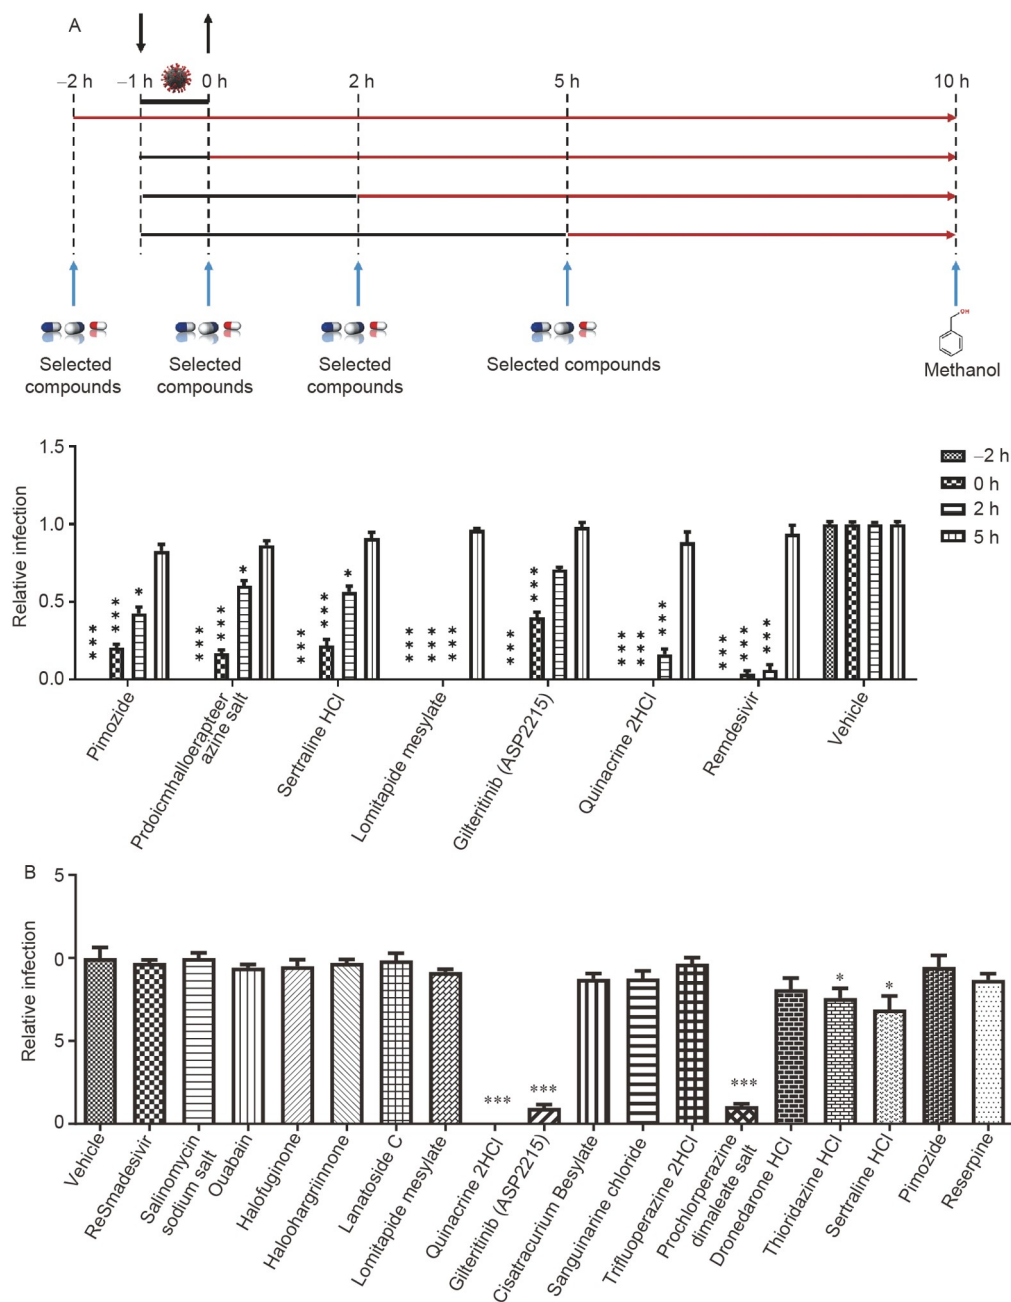 A
–2 h –1 h 0 h 2 h 5 h 10 h
Selected
compounds
Selected
compounds
Selected
compounds
Selected compounds
OH
Methanol
Relative infection
1.5
1.0
0.5
0.0
–2 h
0 h
2 h
5 h
*** *** *
*** *** *
*** *** *
*** *** ***
*** ***
*** *** ***
*** *** ***
Pimozide
Prdoicmhalloerapteer
azine salt
Sertraline HCl
Lomitapide mesylate
Gilteritinib (ASP2215)
Quinacrine 2HCl
Remdesivir
Vehicle
B
Relative infection
5
0
5
0
***
***
***
*
*
Vehicle
ReSmadesivir
Salinomycin
sodium salt
Ouabain
Halofuginone
Haloohargriinnone
Lanatoside C
Lomitapide mesylate
Quinacrine 2HCl
Gilteritinib (ASP2215)
Cisatracurium Besylate
Sanguinarine chloride
Trifluoperazine 2HCl
Prochlorperazine
dimaleate salt
Dronedarone HCl
Thioridazine HCl
Sertraline HCl
Pimozide
Reserpine